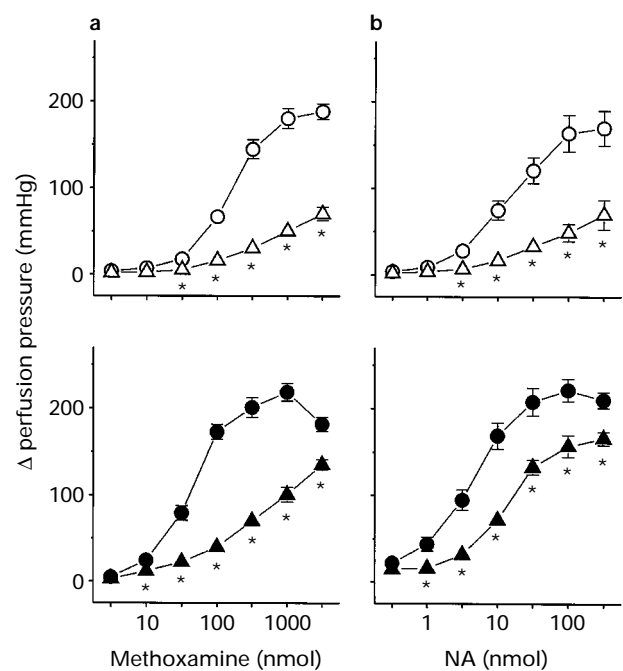 a
b
200
100
0
Δ perfusion pressure (mmHg)
* * * * *
* * * * *
200
100
0
* * * * * *
* * * * * *
10 100 1000
1 10 100
Methoxamine (nmol)
NA (nmol)